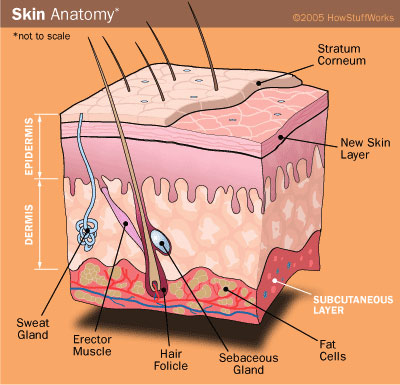 Skin Anatomy*
©2005 HowStuffWorks
*not to scale
Stratum
Corneum
EPIDERMIS
New Skin
Layer
DERMIS
SUBCUTANEOUS
LAYER
Sweat
Gland
Erector
Muscle
Hair
Follicle
Sebaceous
Gland
Fat
Cells